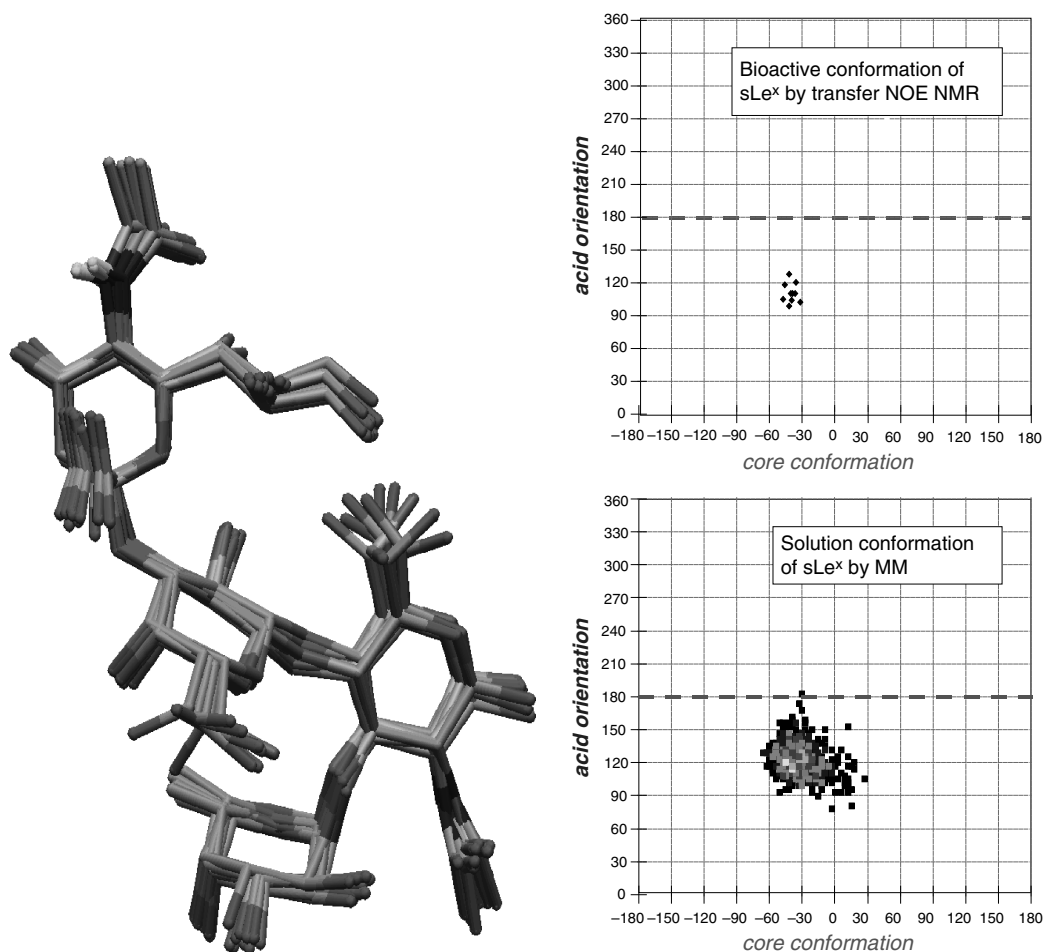 360
330
300
270
240
210
180
150
120
90
60
30
0
acid orientation
Bioactive conformation of
sLeˣ by transfer NOE NMR
–180 –150 –120 –90 –60 –30 0 30 60 90 120 150 180
core conformation
360
330
300
270
240
210
180
150
120
90
60
30
0
acid orientation
Solution conformation
of sLeˣ by MM
–180 –150 –120 –90 –60 –30 0 30 60 90 120 150 180
core conformation